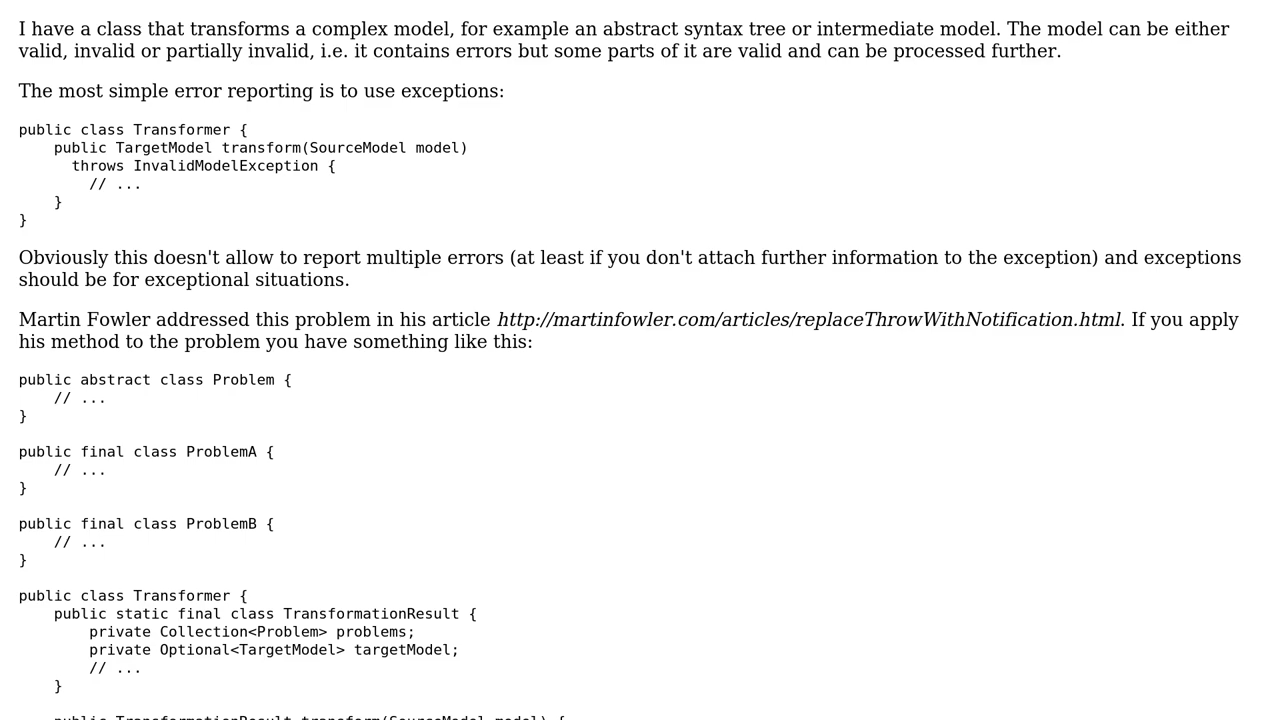 I have a class that transforms a complex model, for example an abstract syntax tree or intermediate model. The model can be either
valid, invalid or partially invalid, i.e. it contains errors but some parts of it are valid and can be processed further.
The most simple error reporting is to use exceptions:
public class Transformer {
    public TargetModel transform(SourceModel model)
      throws InvalidModelException {
        // ...
    }
}
Obviously this doesn't allow to report multiple errors (at least if you don't attach further information to the exception) and exceptions
should be for exceptional situations.
Martin Fowler addressed this problem in his article http://martinfowler.com/articles/replaceThrowWithNotification.html. If you apply
his method to the problem you have something like this:
public abstract class Problem {
    // ...
}
public final class ProblemA {
    // ...
}
public final class ProblemB {
    // ...
}
public class Transformer {
    public static final class TransformationResult {
        private Collection<Problem> problems;
        private Optional<TargetModel> targetModel;
        // ...
    }
    public TransformationResult transform(SourceModel model) {